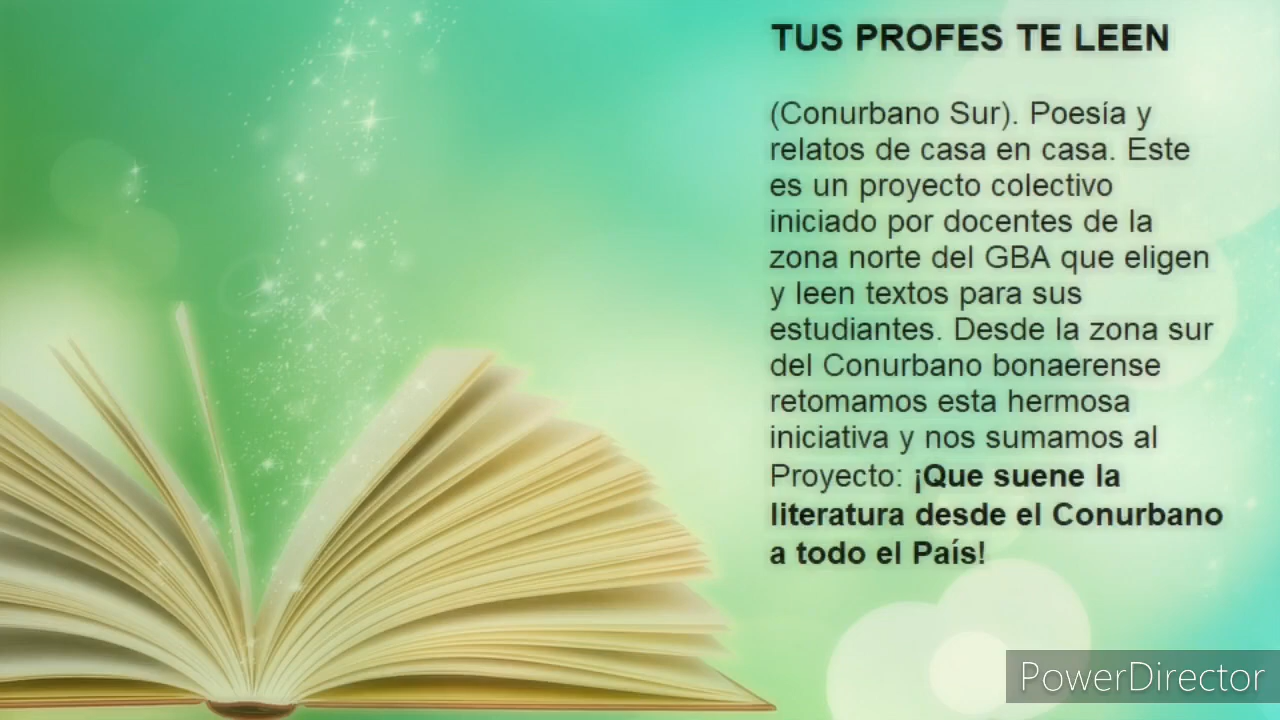 TUS PROFES TE LEEN
(Conurbano Sur). Poesía y
relatos de casa en casa. Este
es un proyecto colectivo
iniciado por docentes de la
zona norte del GBA que eligen
y leen textos para sus
estudiantes. Desde la zona sur
del Conurbano bonaerense
retomamos esta hermosa
iniciativa y nos sumamos al
Proyecto: ¡Que suene la
literatura desde el Conurbano
a todo el País!
PowerDirector